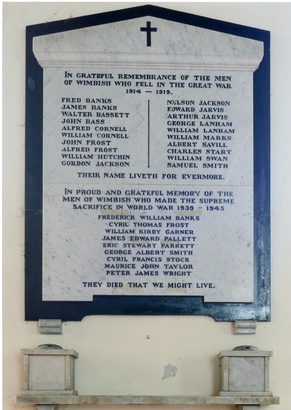 IN GRATEFUL REMEMBRANCE OF THE MEN
OF WIMBISH WHO FELL IN THE GREAT WAR
1914 — 1919.
FRED BANKS
JAMES BANKS
WALTER BASSETT
JOHN BASS
ALFRED CORNELL
WILLIAM CORNELL
JOHN FROST
ALFRED FROST
WILLIAM HUTCHIN
GORDON JACKSON
NELSON JACKSON
EDWARD JARVIS
ARTHUR JARVIS
GEORGE LANHAM
WILLIAM LANHAM
WILLIAM MARKS
ALBERT SAVILL
CHARLES START
WILLIAM SWAN
SAMUEL SMITH
THEIR NAME LIVETH FOR EVERMORE.
IN PROUD AND GRATEFUL MEMORY OF THE
MEN OF WIMBISH WHO MADE THE SUPREME
SACRIFICE IN WORLD WAR 1939 - 1945
FREDERICK WILLIAM BANKS
CYRIL THOMAS FROST
WILLIAM KIRBY GARNER
JAMES EDWARD PALLETT
ERIC STEWART PARRETT
GEORGE ALBERT SMITH
CYRIL FRANCIS STOCK
MAURICE JOHN TAYLOR
PETER JAMES WRIGHT
THEY DIED THAT WE MIGHT LIVE.